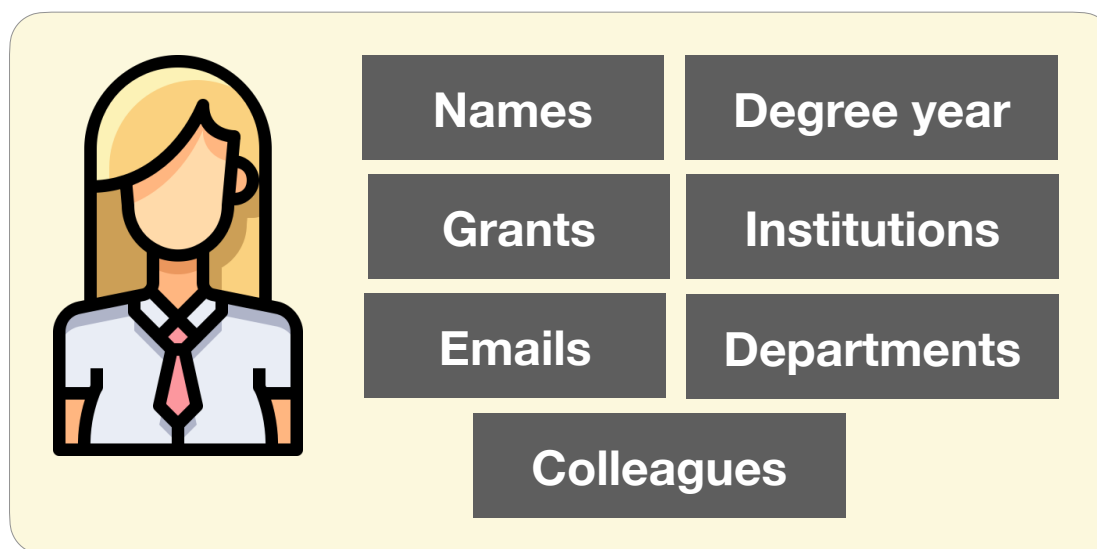 Names
Degree year
Grants
Institutions
Emails
Departments
Colleagues